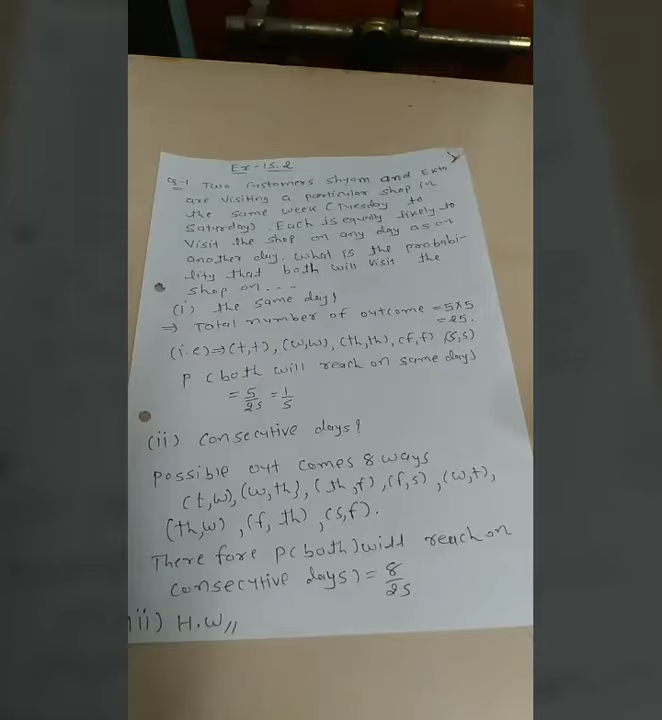 Ex-15.2
Q-1 Two customers Shyam and Ekta
are visiting a particular shop in
the same week (Tuesday to
Saturday). Each is equally likely to
visit the shop on any day as on
another day. what is the probabi-
lity that both will visit the
shop on...
(i) the same day?
⇒ Total number of outcome = 5×5
= 25.
(i.e) ⇒ (t,t), (w,w), (th,th), (f,f) (s,s)
P (both will reach on same day)
= 5/25 = 1/5
(ii) consecutive days?
Possible out comes 8 ways
(t,w), (w,th), (th,f), (f,s), (w,t),
(th,w), (f,th), (s,f).
There fore P(both) will reach on
consecutive days) = 8/25
iii) H.W//